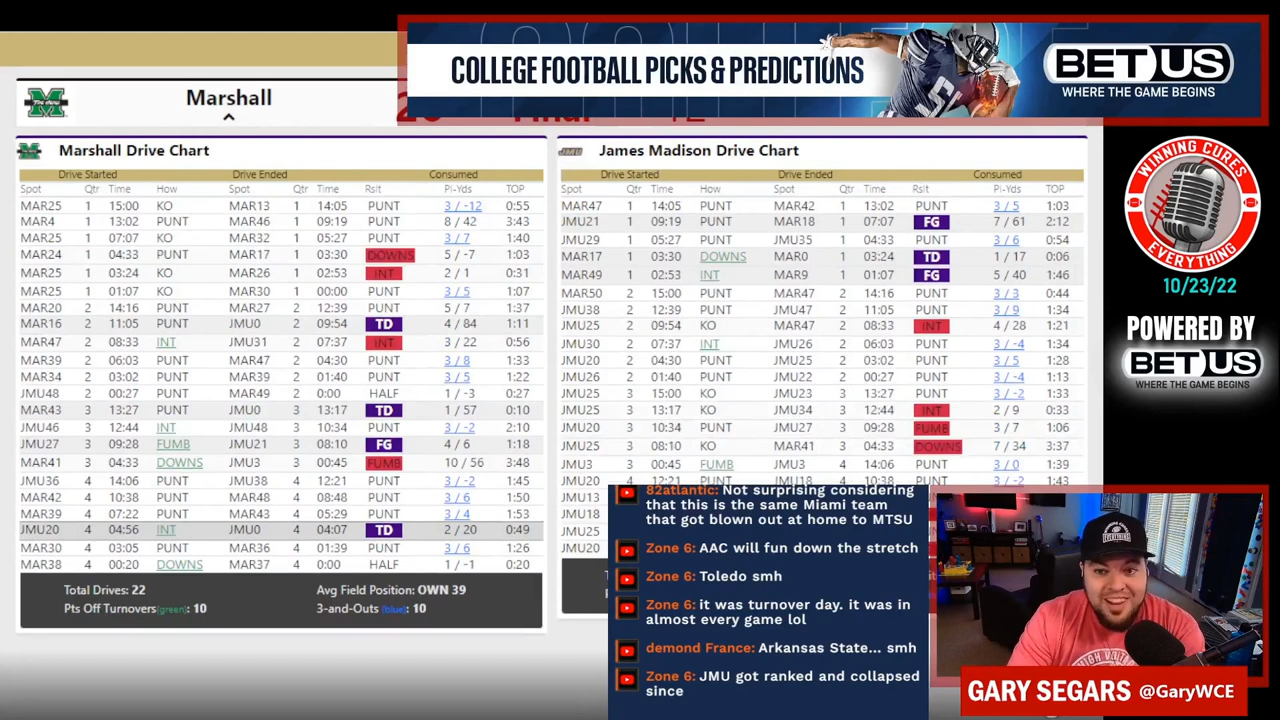 COLLEGE FOOTBALL PICKS & PREDICTIONS
BETUS
WHERE THE GAME BEGINS
Marshall
Marshall Drive Chart
Drive Started Drive Ended Consumed
Spot Qtr Time How Spot Qtr Time Rslt Pl-Yds TOP
MAR25 1 15:00 KO MAR13 1 14:05 PUNT 3 / -12 0:55
MAR4 1 13:02 PUNT MAR46 1 09:19 PUNT 8 / 42 3:43
MAR25 1 07:07 KO MAR32 1 05:27 PUNT 3 / 7 1:40
MAR24 1 04:33 PUNT MAR17 1 03:30 DOWNS 5 / -7 1:03
MAR25 1 03:24 KO MAR26 1 02:53 INT 2 / 1 0:31
MAR25 1 01:07 KO MAR30 1 00:00 PUNT 3 / 5 1:07
MAR20 2 14:16 PUNT MAR27 2 12:39 PUNT 5 / 7 1:37
MAR16 2 11:05 PUNT JMU0 2 09:54 TD 4 / 84 1:11
MAR47 2 08:33 INT JMU31 2 07:37 INT 3 / 22 0:56
MAR39 2 06:03 PUNT MAR47 2 04:30 PUNT 3 / 8 1:33
MAR34 2 03:02 PUNT MAR39 2 01:40 PUNT 3 / 5 1:22
JMU48 2 00:27 PUNT MAR49 2 0:00 HALF 1 / -3 0:27
MAR43 3 13:27 PUNT JMU0 3 13:17 TD 1 / 57 0:10
JMU46 3 12:44 INT JMU48 3 10:34 PUNT 3 / -2 2:10
JMU27 3 09:28 FUMB JMU21 3 08:10 FG 4 / 6 1:18
MAR41 3 04:33 DOWNS JMU3 3 00:45 FUMB 10 / 56 3:48
JMU36 4 14:06 PUNT JMU38 4 12:21 PUNT 3 / -2 1:45
MAR42 4 10:38 PUNT MAR48 4 08:48 PUNT 3 / 6 1:50
MAR39 4 07:22 PUNT MAR43 4 05:29 PUNT 3 / 4 1:53
JMU20 4 04:56 INT JMU0 4 04:07 TD 2 / 20 0:49
MAR30 4 03:05 PUNT MAR36 4 01:39 PUNT 3 / 6 1:26
MAR38 4 00:20 DOWNS MAR37 4 0:00 HALF 1 / -1 0:20
Total Drives: 22 Avg Field Position: OWN 39
Pts Off Turnovers(green): 10 3-and-Outs (blue): 10
JMU James Madison Drive Chart
Drive Started Drive Ended Consumed
Spot Qtr Time How Spot Qtr Time Rslt Pl-Yds TOP
MAR47 1 14:05 PUNT MAR42 1 13:02 PUNT 3 / 5 1:03
JMU21 1 09:19 PUNT MAR18 1 07:07 FG 7 / 61 2:12
JMU29 1 05:27 PUNT JMU35 1 04:33 PUNT 3 / 6 0:54
MAR17 1 03:30 DOWNS MAR0 1 03:24 TD 1 / 17 0:06
MAR49 1 02:53 INT MAR9 1 01:07 FG 5 / 40 1:46
MAR50 2 15:00 PUNT MAR47 2 14:16 PUNT 3 / 3 0:44
JMU38 2 12:39 PUNT JMU47 2 11:05 PUNT 3 / 9 1:34
JMU25 2 09:54 KO MAR47 2 08:33 INT 4 / 28 1:21
JMU30 2 07:37 INT JMU26 2 06:03 PUNT 3 / -4 1:34
JMU20 2 04:30 PUNT JMU25 2 03:02 PUNT 3 / 5 1:28
JMU26 2 01:40 PUNT JMU22 2 00:27 PUNT 3 / -4 1:13
JMU25 3 15:00 KO JMU23 3 13:27 PUNT 3 / -2 1:33
JMU25 3 13:17 KO JMU34 3 12:44 INT 2 / 9 0:33
JMU20 3 10:34 PUNT JMU27 3 09:28 FUMB 3 / 7 1:06
JMU25 3 08:10 KO MAR41 3 04:33 DOWNS 7 / 34 3:37
JMU3 3 00:45 FUMB JMU3 4 14:06 PUNT 3 / 0 1:39
JMU20 4 12:21 PUNT JMU18 4 10:38 PUNT 3 / -2 1:43
JMU13
JMU18
JMU25
JMU20
82atlantic: Not surprising considering
that this is the same Miami team
that got blown out at home to MTSU
Zone 6: AAC will fun down the stretch
Zone 6: Toledo smh
Zone 6: it was turnover day. it was in
almost every game lol
demond France: Arkansas State... smh
Zone 6: JMU got ranked and collapsed
since
WINNING CURES
EVERYTHING
10/23/22
POWERED BY
BETUS
WHERE THE GAME BEGINS
GARY SEGARS @GaryWCE